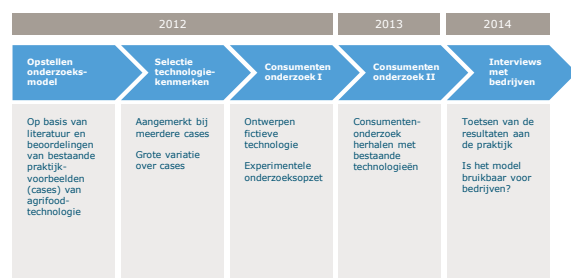 2012
2013
2014
Opstellen
onderzoeks-
model
Selectie
technologie-
kenmerken
Consumenten
onderzoek I
Consumenten
onderzoek II
Interviews
met
bedrijven
Op basis van
literatuur en
beoordelingen
van bestaande
praktijk-
voorbeelden
(cases) van
agrifood-
technologie
Aangemerkt bij
meerdere cases
Grote variatie
over cases
Ontwerpen
fictieve
technologie
Experimentele
onderzoeksopzet
Consumenten-
onderzoek
herhalen met
bestaande
technologieën
Toetsen van de
resultaten aan
de praktijk
Is het model
bruikbaar voor
bedrijven?